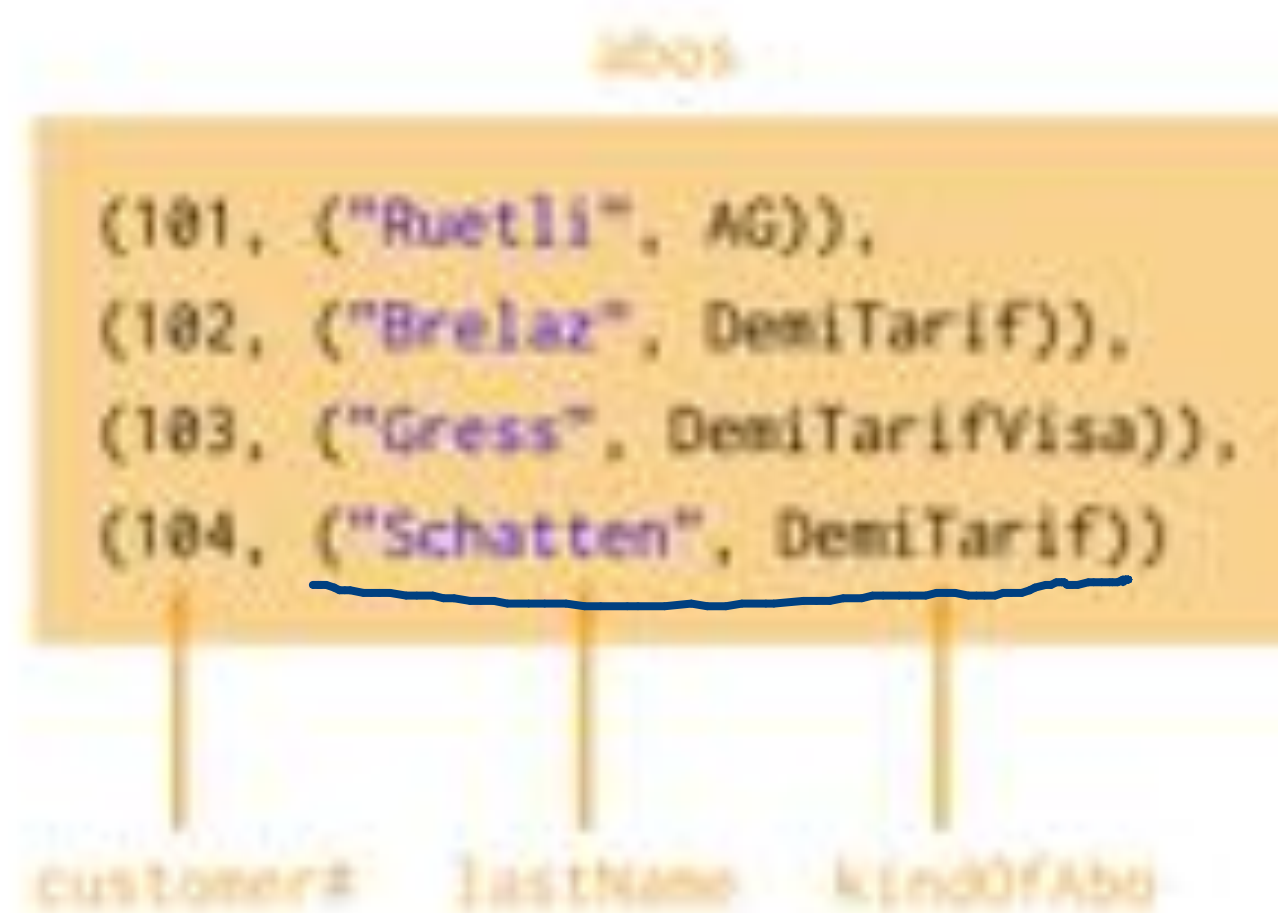 abos
(101, ("Ruetli", AG)),
(102, ("Brelaz", DemiTarif)),
(103, ("Gress", DemiTarifVisa)),
(104, ("Schatten", DemiTarif))
customer# lastName kindOfAbo